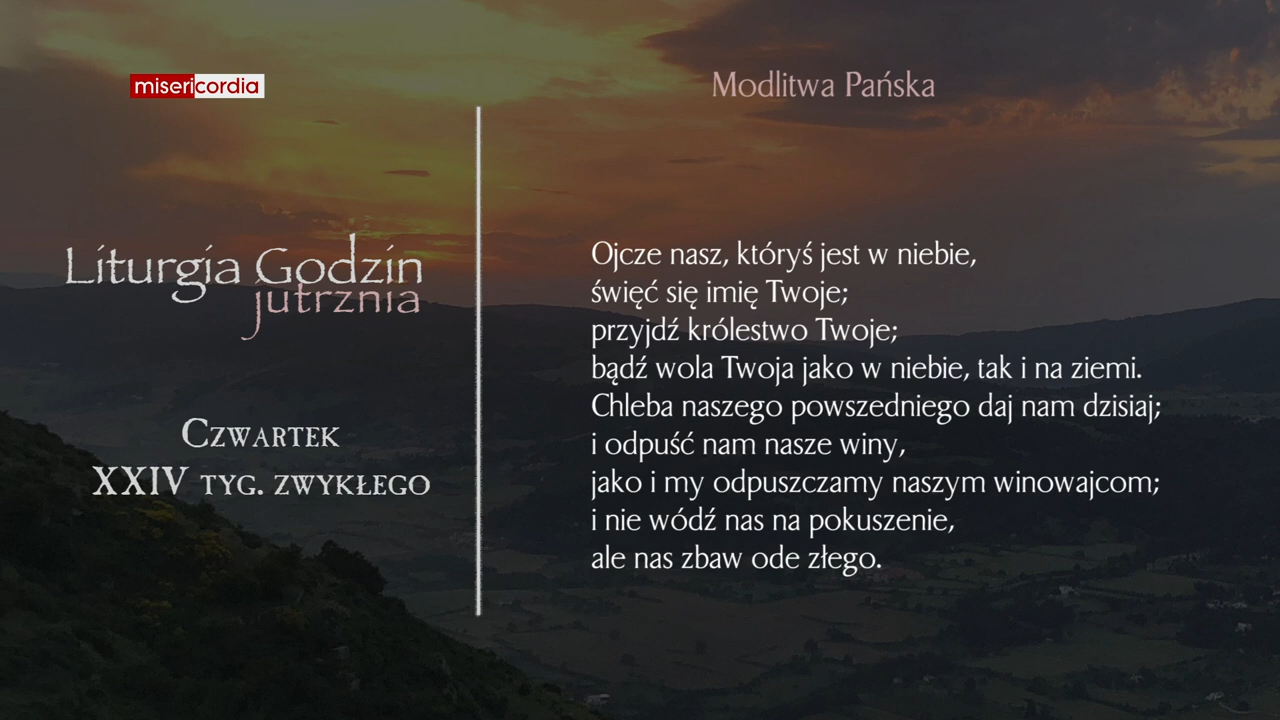 misericordia
Liturgia Godzin
jutrznia
Czwartek
XXIV tyg. zwykłego
Modlitwa Pańska
Ojcze nasz, któryś jest w niebie,
święć się imię Twoje;
przyjdź królestwo Twoje;
bądź wola Twoja jako w niebie, tak i na ziemi.
Chleba naszego powszedniego daj nam dzisiaj;
i odpuść nam nasze winy,
jako i my odpuszczamy naszym winowajcom;
i nie wódź nas na pokuszenie,
ale nas zbaw ode złego.